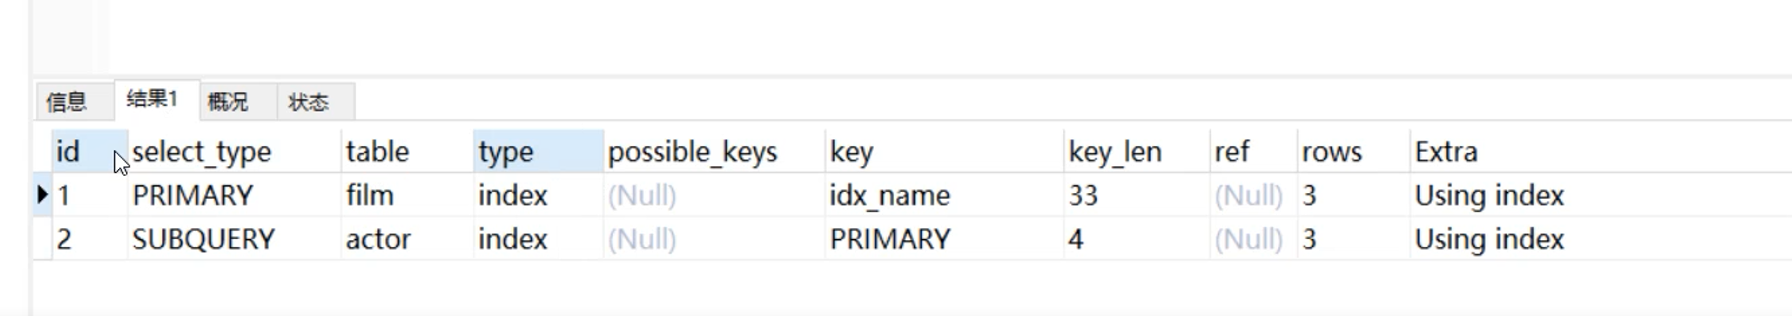 信息 结果1 概况 状态
id select_type table type possible_keys key key_len ref rows Extra
1 PRIMARY film index (Null) idx_name 33 (Null) 3 Using index
2 SUBQUERY actor index (Null) PRIMARY 4 (Null) 3 Using index